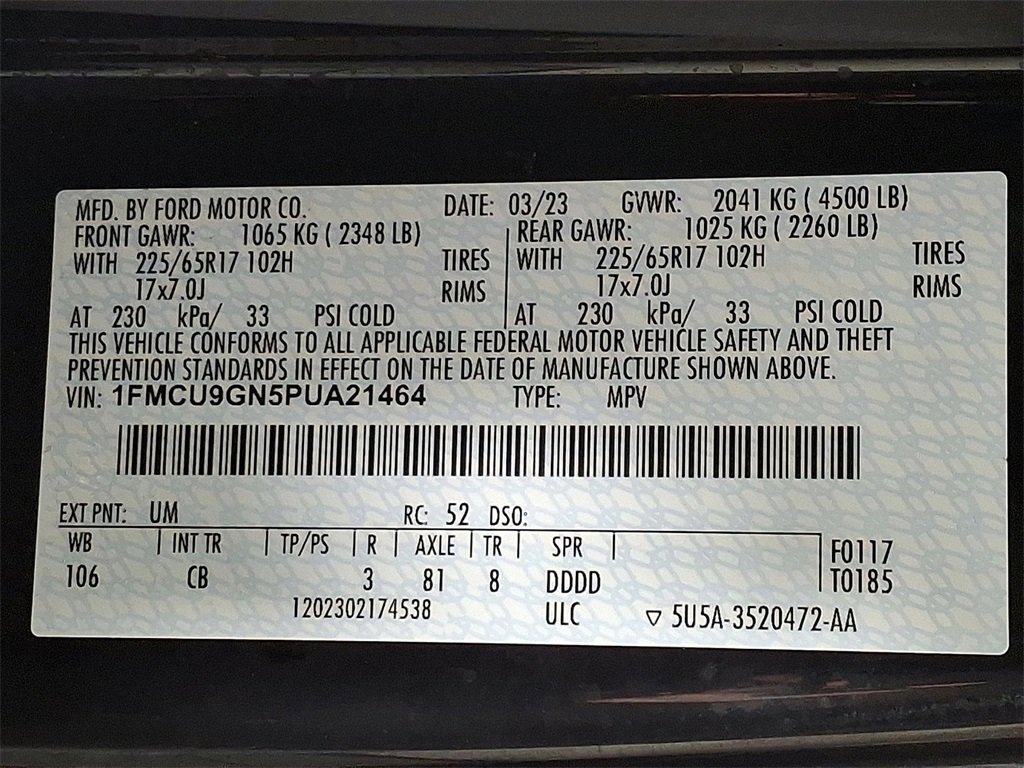 MFD. BY FORD MOTOR CO. DATE: 03/23 GVWR: 2041 KG ( 4500 LB)
FRONT GAWR: 1065 KG ( 2348 LB) REAR GAWR: 1025 KG ( 2260 LB)
WITH 225/65R17 102H TIRES WITH 225/65R17 102H TIRES
17x7.0J RIMS 17x7.0J RIMS
AT 230 kPa/ 33 PSI COLD AT 230 kPa/ 33 PSI COLD
THIS VEHICLE CONFORMS TO ALL APPLICABLE FEDERAL MOTOR VEHICLE SAFETY AND THEFT
PREVENTION STANDARDS IN EFFECT ON THE DATE OF MANUFACTURE SHOWN ABOVE.
VIN: 1FMCU9GN5PUA21464 TYPE: MPV
EXT PNT: UM RC: 52 DSO:
WB INT TR TP/PS R AXLE TR SPR F0117
106 CB 3 81 8 DDDD T0185
1202302174538 ULC ▽ 5U5A-3520472-AA